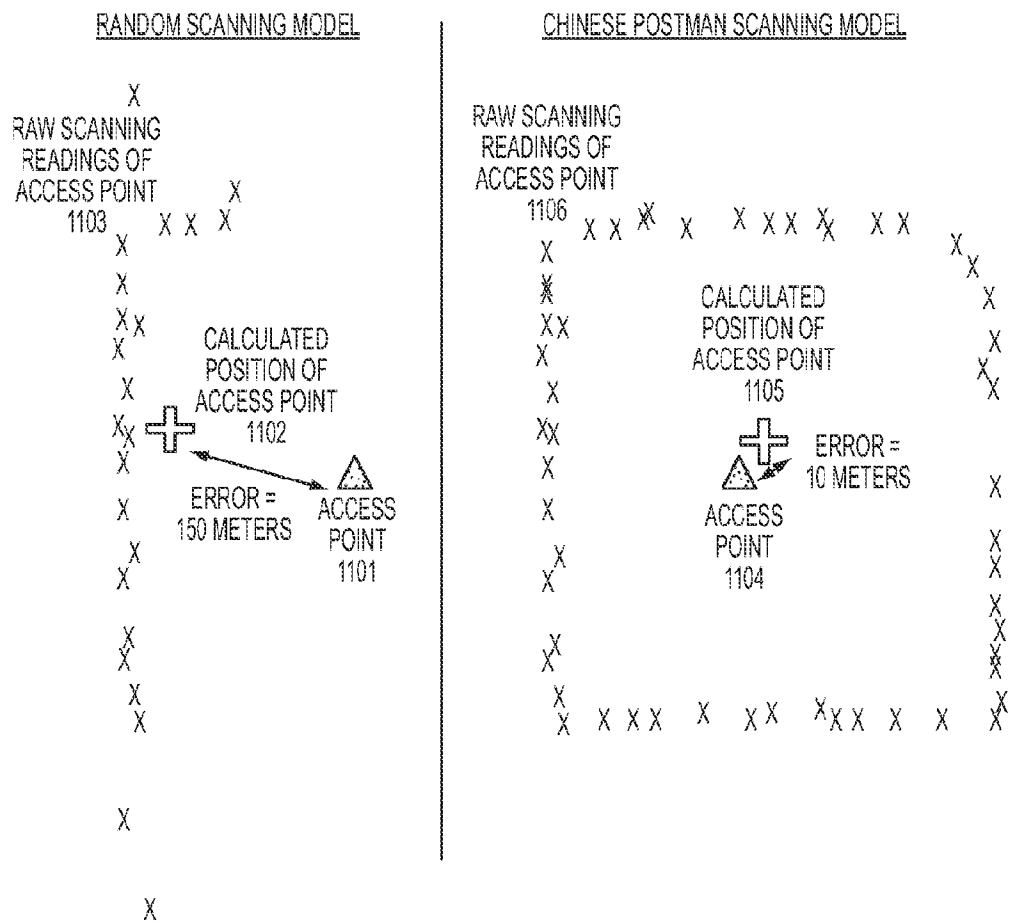 RANDOM SCANNING MODEL
RAW SCANNING
READINGS OF
ACCESS POINT
1103
CALCULATED
POSITION OF
ACCESS POINT
1102
ERROR =
150 METERS
ACCESS
POINT
1101
CHINESE POSTMAN SCANNING MODEL
RAW SCANNING
READINGS OF
ACCESS POINT
1106
CALCULATED
POSITION OF
ACCESS POINT
1105
ERROR =
10 METERS
ACCESS
POINT
1104